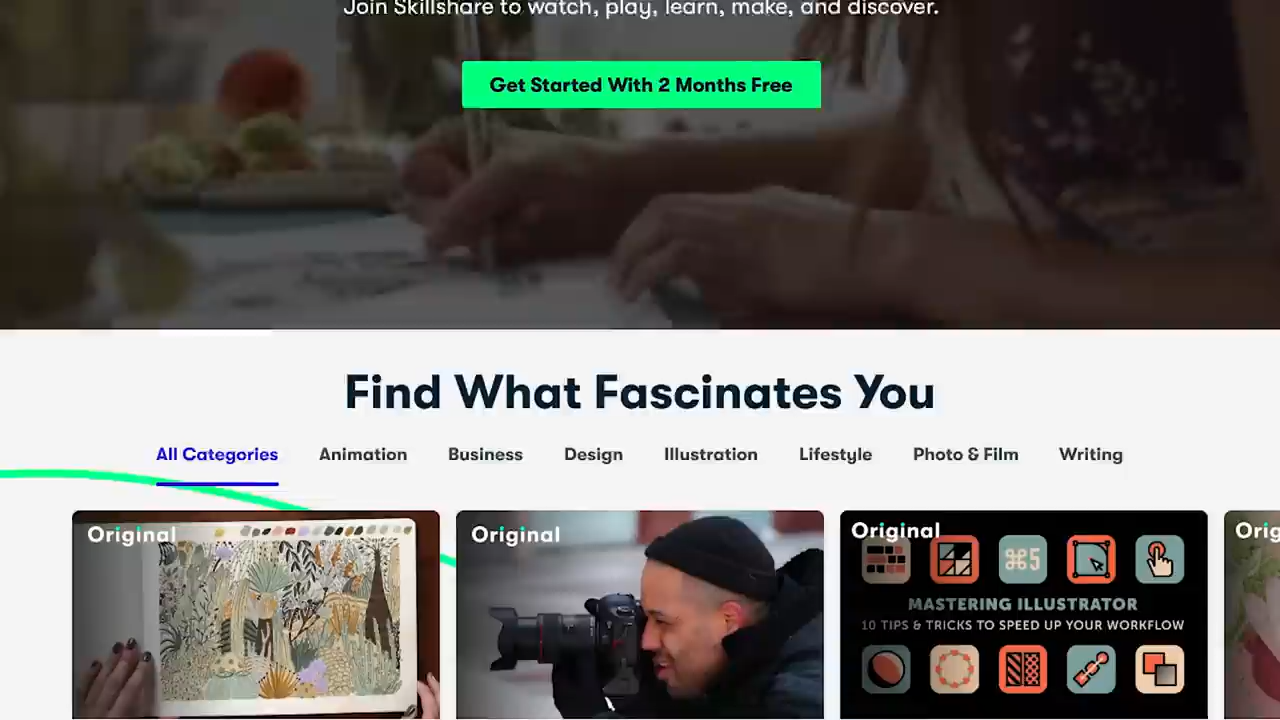 Join Skillshare to watch, play, learn, make, and discover.
Get Started With 2 Months Free
Find What Fascinates You
All Categories Animation Business Design Illustration Lifestyle Photo & Film Writing
Original Original Original Orig
⌘5
MASTERING ILLUSTRATOR
10 TIPS & TRICKS TO SPEED UP YOUR WORKFLOW